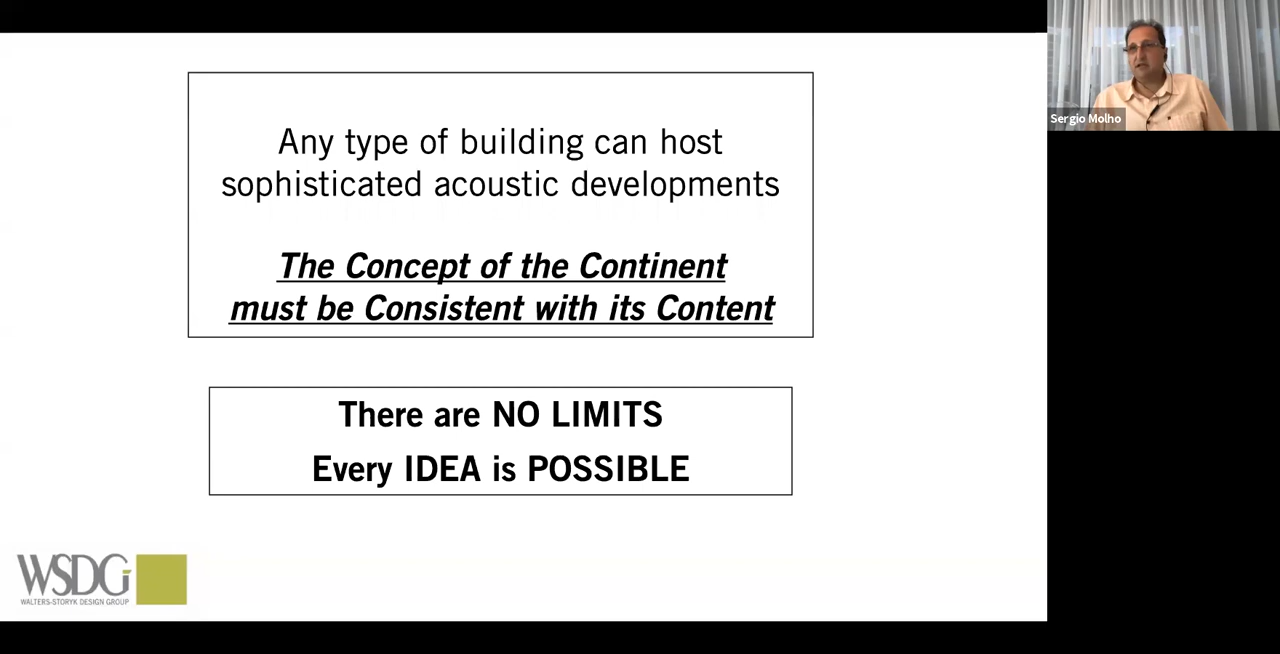 Any type of building can host
sophisticated acoustic developments
The Concept of the Continent
must be Consistent with its Content
There are NO LIMITS
Every IDEA is POSSIBLE
WSDG
WALTERS-STORYK DESIGN GROUP
Sergio Molho